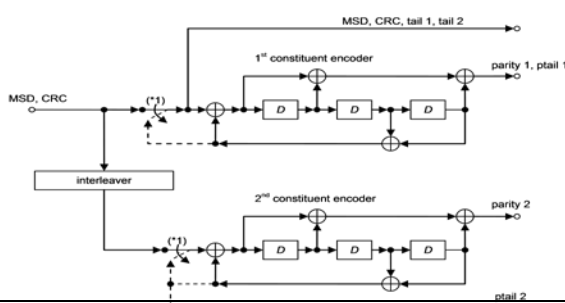 MSD, CRC, tail 1, tail 2
1st constituent encoder
parity 1, ptail 1
MSD, CRC
(*1)
D
D
D
interleaver
2nd constituent encoder
parity 2
(*1)
D
D
D
ptail 2